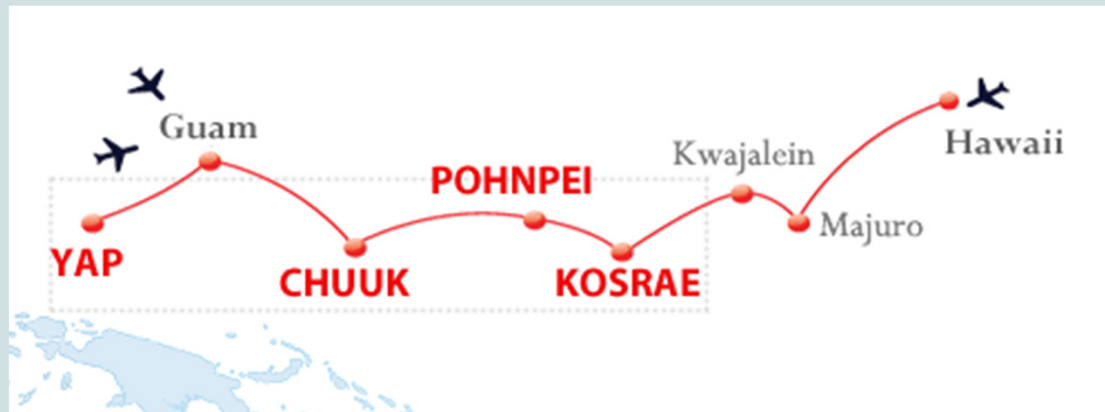 Guam
Hawaii
Kwajalein
POHNPEI
Majuro
YAP
CHUUK
KOSRAE